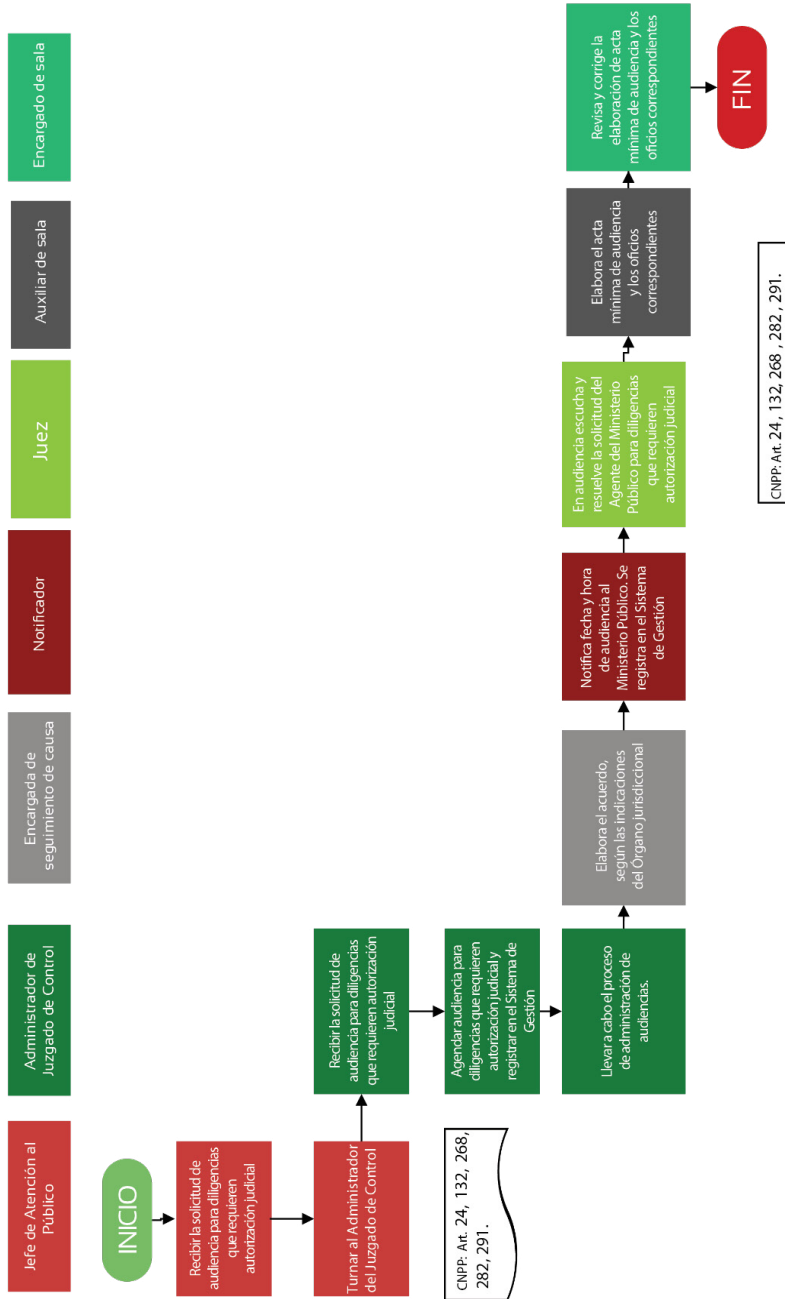 Jefe de Atención al
Público
Administrador de
Juzgado de Control
Encargada de
seguimiento de causa
Notificador
Juez
Auxiliar de sala
Encargado de sala
INICIO
Recibir la solicitud de
audiencia para diligencias
que requieren
autorización judicial
Turnar al Administrador
del Juzgado de Control
CNPP: Art. 24, 132, 268,
282, 291.
Recibir la solicitud de
audiencia para diligencias
que requieren autorización
judicial
Agendar audiencia para
diligencias que requieren
autorización judicial y
registrar en el Sistema de
Gestión
Llevar a cabo el proceso
de administración de
audiencias.
Elabora el acuerdo,
según las indicaciones
del Órgano jurisdiccional
Notifica fecha y hora
de audiencia al
Ministerio Público. Se
registra en el Sistema
de Gestión
En audiencia escucha y
resuelve la solicitud del
Agente del Ministerio
Público para diligencias
que requieren
autorización judicial
Elabora el acta
mínima de audiencia
y los oficios
correspondientes
Revisa y corrige la
elaboración de acta
mínima de audiencia y los
oficios correspondientes
FIN
CNPP: Art. 24, 132, 268 , 282 , 291.